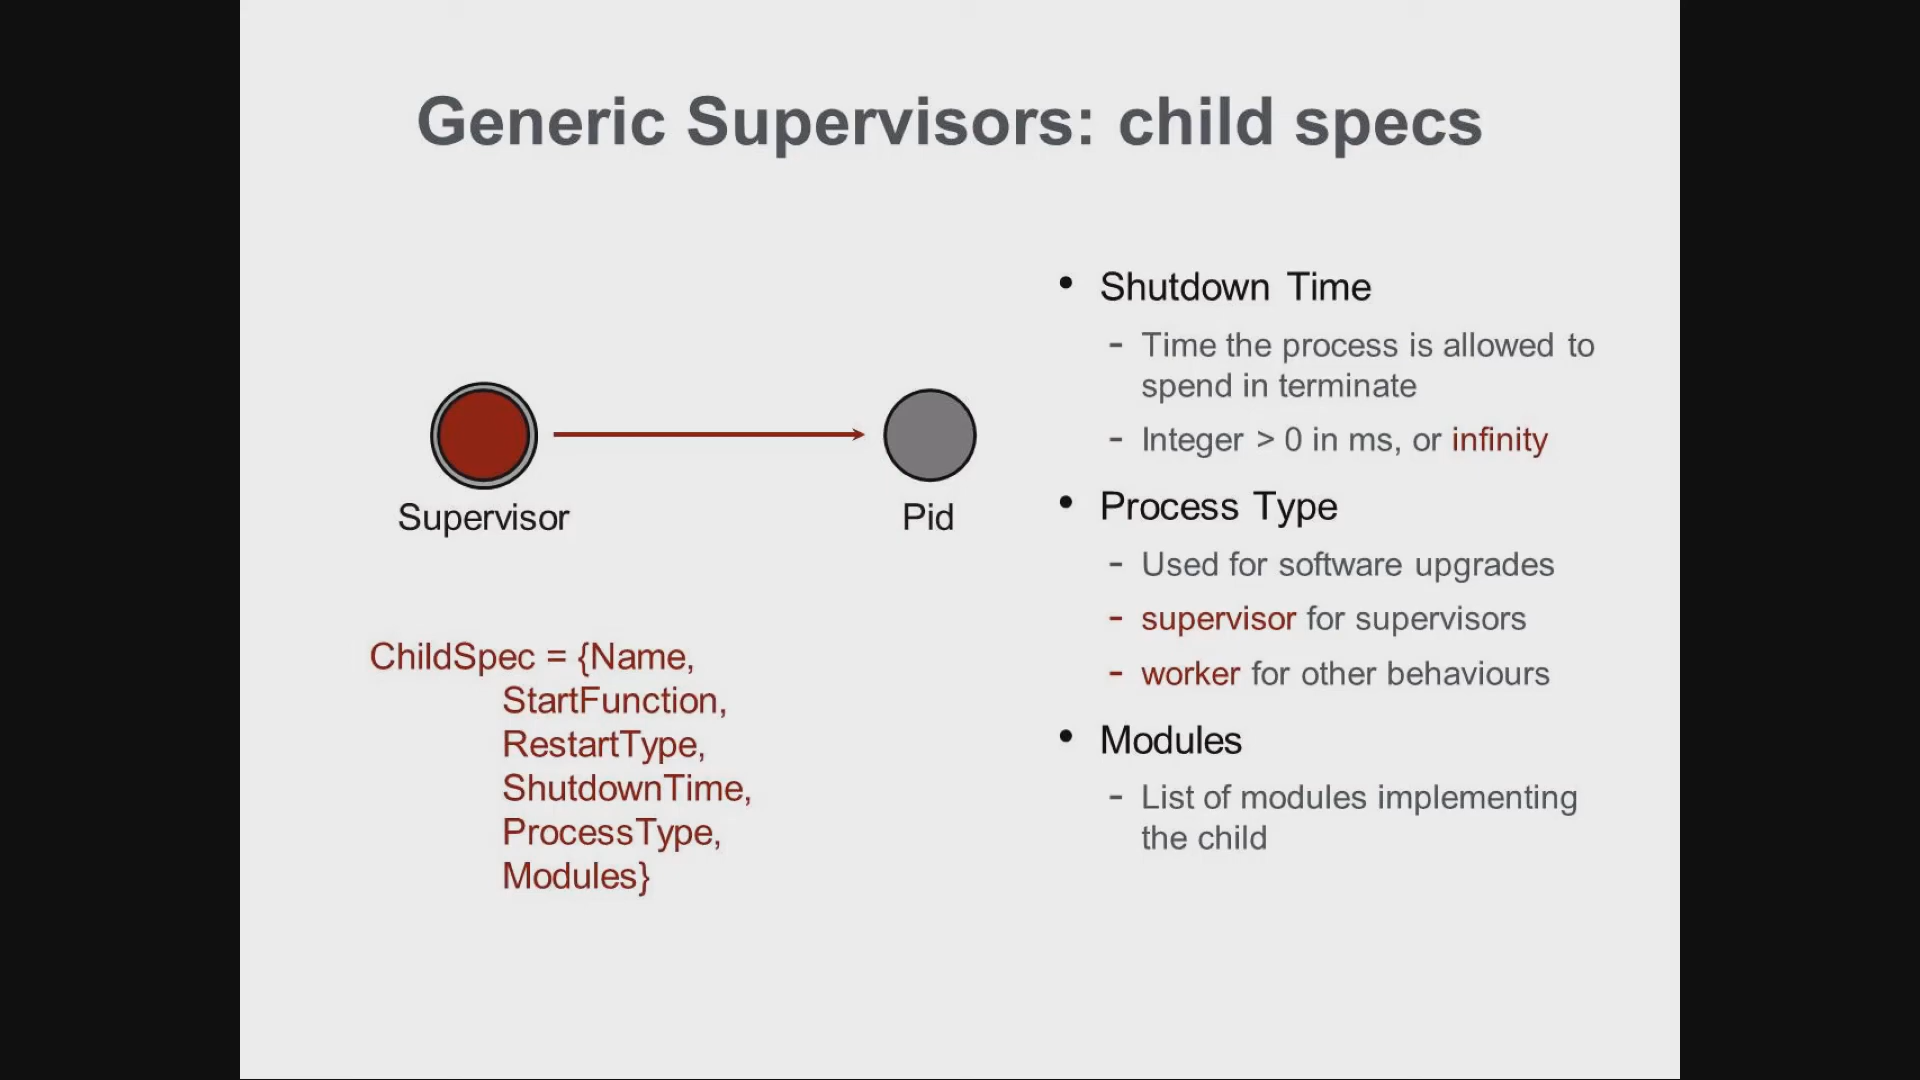 Generic Supervisors: child specs
Supervisor
Pid
ChildSpec = {Name,
StartFunction,
RestartType,
ShutdownTime,
ProcessType,
Modules}
• Shutdown Time
- Time the process is allowed to
spend in terminate
- Integer > 0 in ms, or infinity
• Process Type
- Used for software upgrades
- supervisor for supervisors
- worker for other behaviours
• Modules
- List of modules implementing
the child